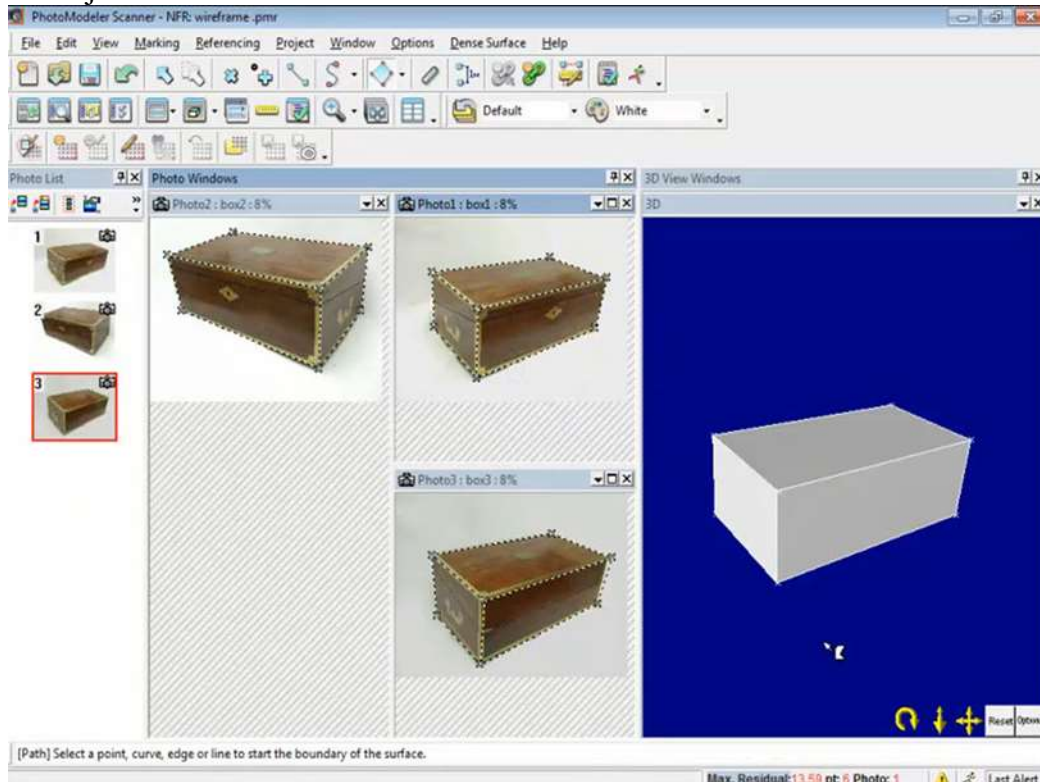 PhotoModeler Scanner - NFR: wireframe .pmr
File Edit View Marking Referencing Project Window Options Dense Surface Help
Default White
Photo List Photo Windows 3D View Windows
Photo2 : box2 : 8% Photo1 : box1 : 8% 3D
1
2
3
Photo3 : box3 : 8%
Reset Options
[Path] Select a point, curve, edge or line to start the boundary of the surface.
Max. Residual: 13.59 pt: 6 Photo: 1 Last Alert